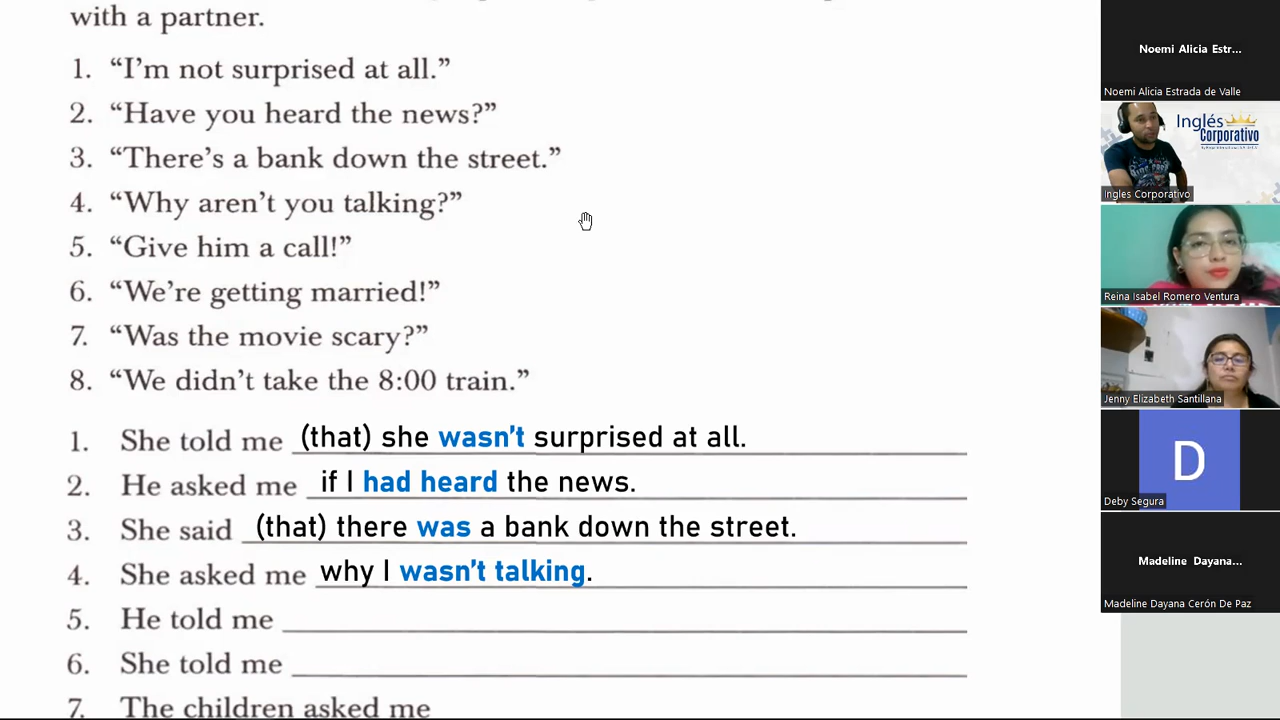 with a partner.
1. “I’m not surprised at all.”
2. “Have you heard the news?”
3. “There’s a bank down the street.”
4. “Why aren’t you talking?”
5. “Give him a call!”
6. “We’re getting married!”
7. “Was the movie scary?”
8. “We didn’t take the 8:00 train.”
1. She told me (that) she wasn’t surprised at all.
2. He asked me if I had heard the news.
3. She said (that) there was a bank down the street.
4. She asked me why I wasn’t talking.
5. He told me
6. She told me
7. The children asked me
Noemi Alicia Estr...
Noemi Alicia Estrada de Valle
Inglés
Corporativo
Ingles Corporativo
Reina Isabel Romero Ventura
Jenny Elizabeth Santillana
D
Deby Segura
Madeline Dayana...
Madeline Dayana Cerón De Paz